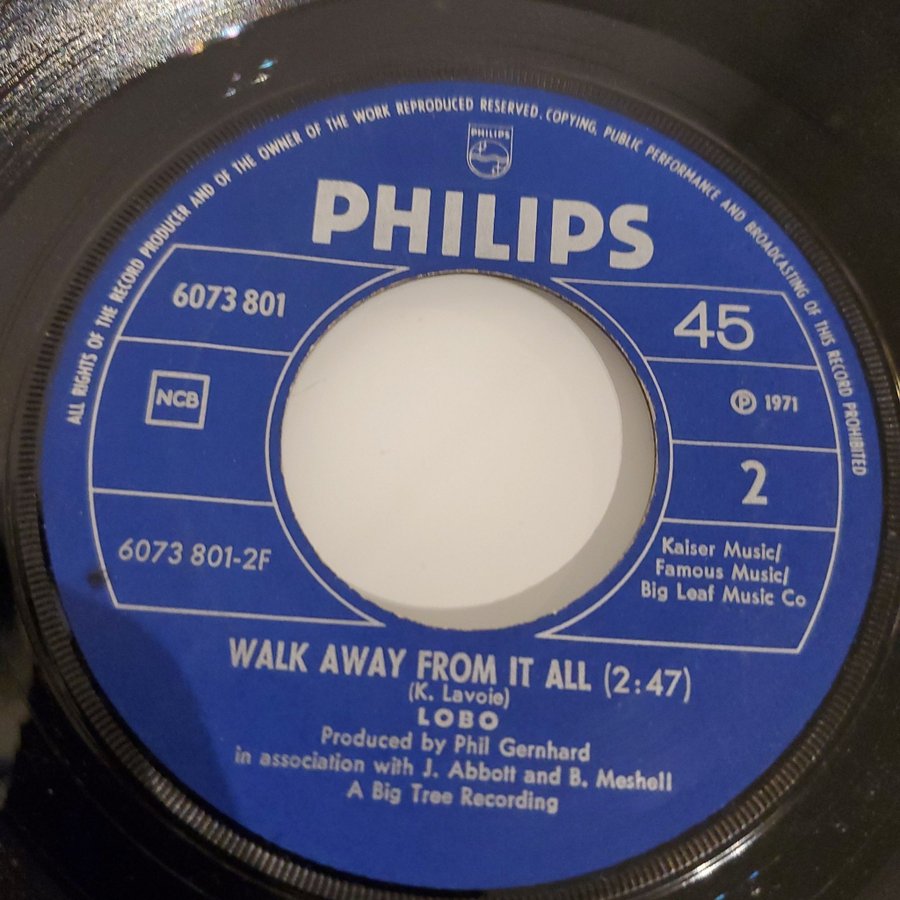 ALL RIGHTS OF THE RECORD PRODUCER AND OF THE OWNER OF THE WORK REPRODUCED RESERVED. COPYING, PUBLIC PERFORMANCE AND BROADCASTING OF THIS RECORD PROHIBITED
PHILIPS
PHILIPS
6073 801
45
NCB
℗ 1971
2
6073 801-2F
Kaiser Music/
Famous Music/
Big Leaf Music Co
WALK AWAY FROM IT ALL (2:47)
(K. Lavoie)
LOBO
Produced by Phil Gernhard
in association with J. Abbott and B. Meshell
A Big Tree Recording